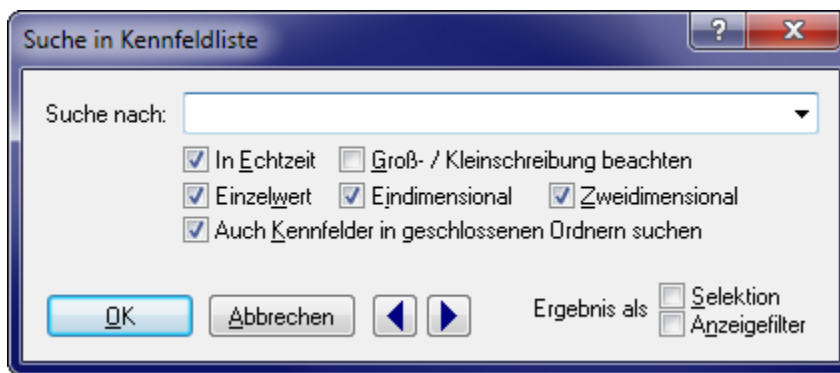 Suche in Kennfeldliste
Suche nach:
In Echtzeit Groß- / Kleinschreibung beachten
Einzelwert Eindimensional Zweidimensional
Auch Kennfelder in geschlossenen Ordnern suchen
OK Abbrechen Ergebnis als Selektion
Anzeigefilter